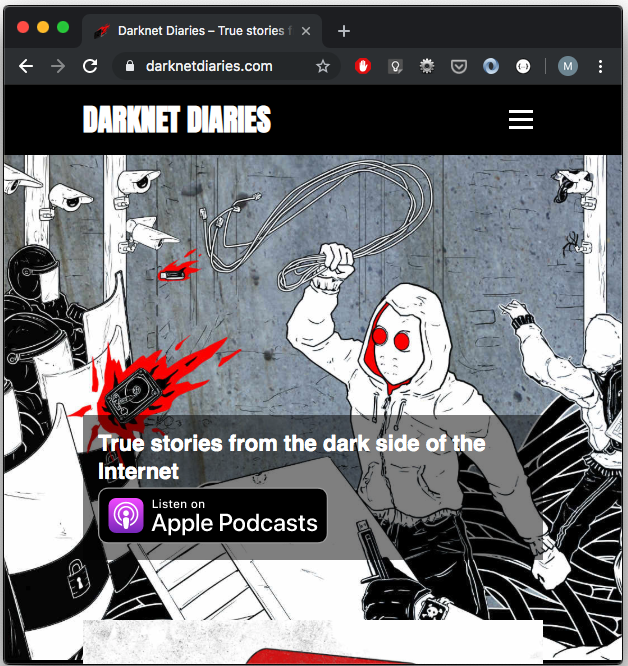 Darknet Diaries – True stories f
darknetdiaries.com
M
DARKNET DIARIES
True stories from the dark side of the
Internet
Listen on
Apple Podcasts